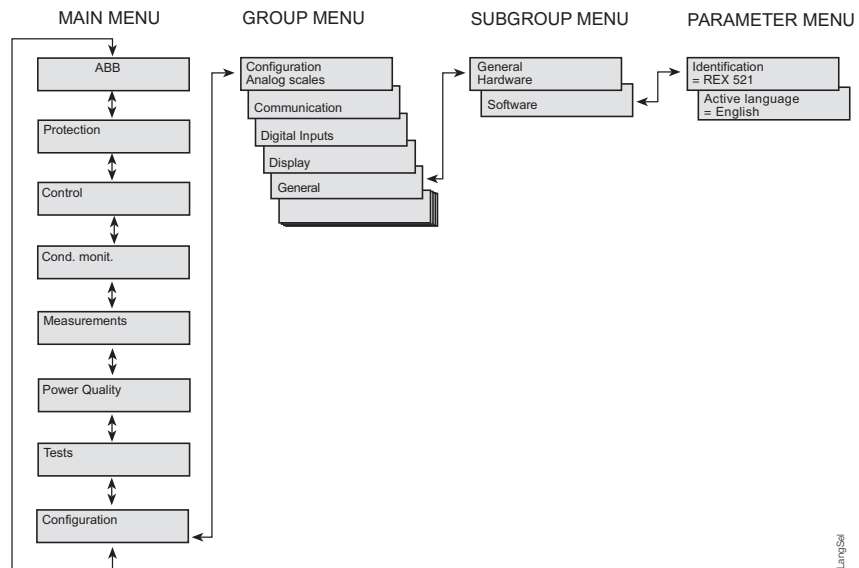 MAIN MENU
GROUP MENU
SUBGROUP MENU
PARAMETER MENU
ABB
Protection
Control
Cond. monit.
Measurements
Power Quality
Tests
Configuration
Configuration
Analog scales
Communication
Digital Inputs
Display
General
General
Hardware
Software
Identification
= REX 521
Active language
= English
LangSel